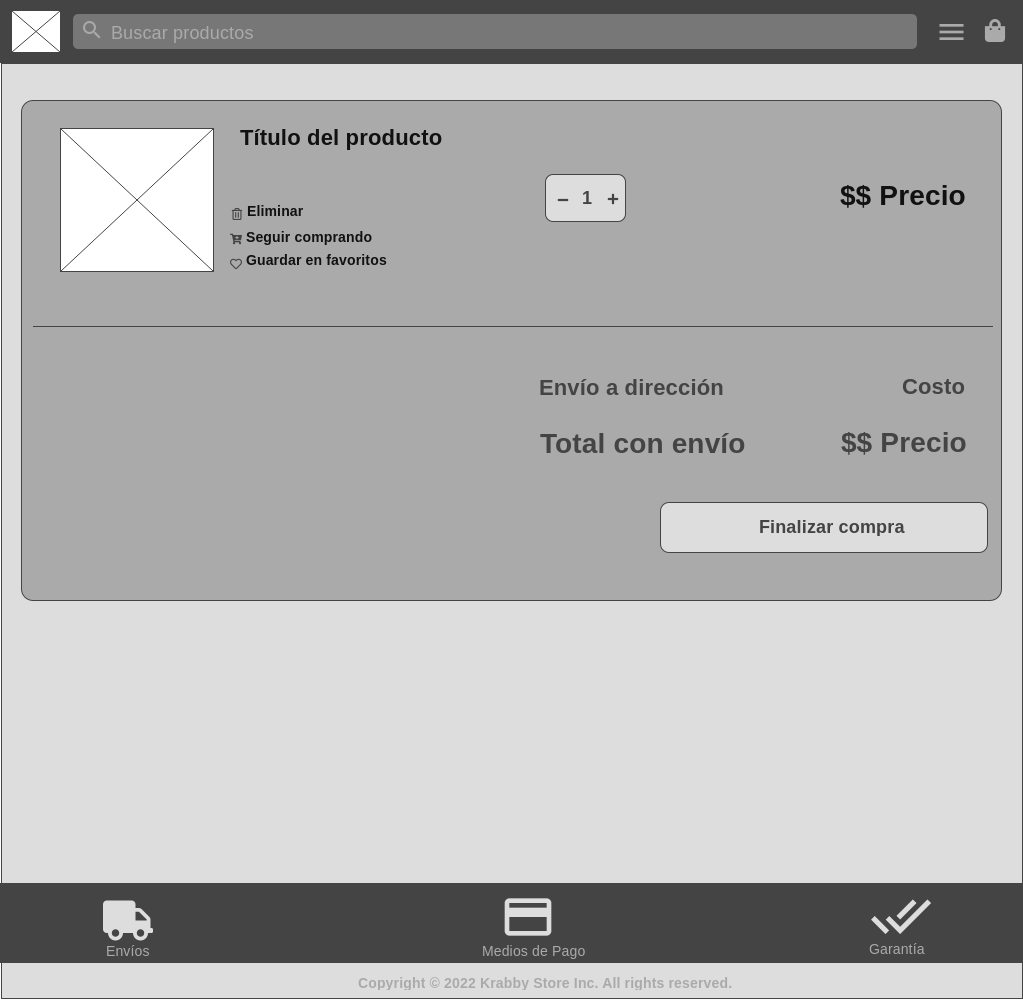 Buscar productos
Título del producto
Eliminar
Seguir comprando
Guardar en favoritos
– 1 +
$$ Precio
Envío a dirección
Costo
Total con envío
$$ Precio
Finalizar compra
Envíos
Medios de Pago
Garantía
Copyright © 2022 Krabby Store Inc. All rights reserved.